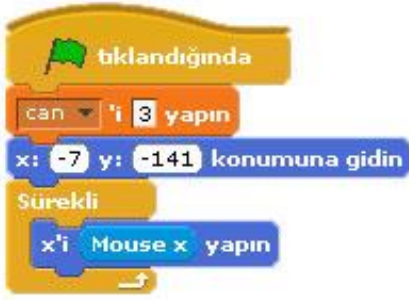 tıklandığında
can 'i 3 yapın
x: -7 y: -141 konumuna gidin
Sürekli
x'i Mouse x yapın